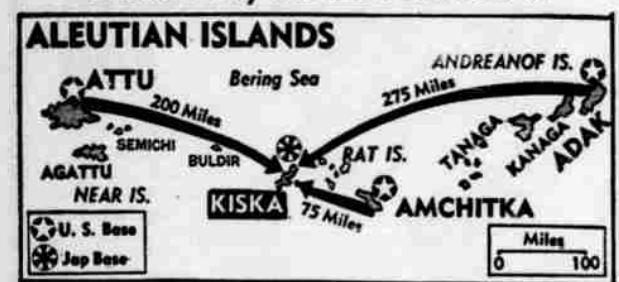 ALEUTIAN ISLANDS
ANDREANOF IS.
ATTU
Bering Sea
200 Miles
275 Miles
SEMICHI
BULDIR
RAT IS.
TANAGA
KANAGA
ADAK
AGATTU
NEAR IS.
KISKA
75 Miles
AMCHITKA
U. S. Base
Jap Base
Miles
0 100